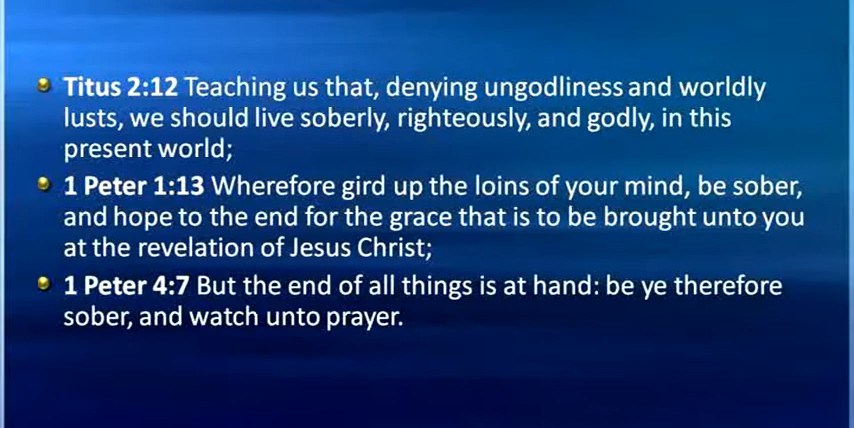 Titus 2:12 Teaching us that, denying ungodliness and worldly
lusts, we should live soberly, righteously, and godly, in this
present world;
1 Peter 1:13 Wherefore gird up the loins of your mind, be sober,
and hope to the end for the grace that is to be brought unto you
at the revelation of Jesus Christ;
1 Peter 4:7 But the end of all things is at hand: be ye therefore
sober, and watch unto prayer.